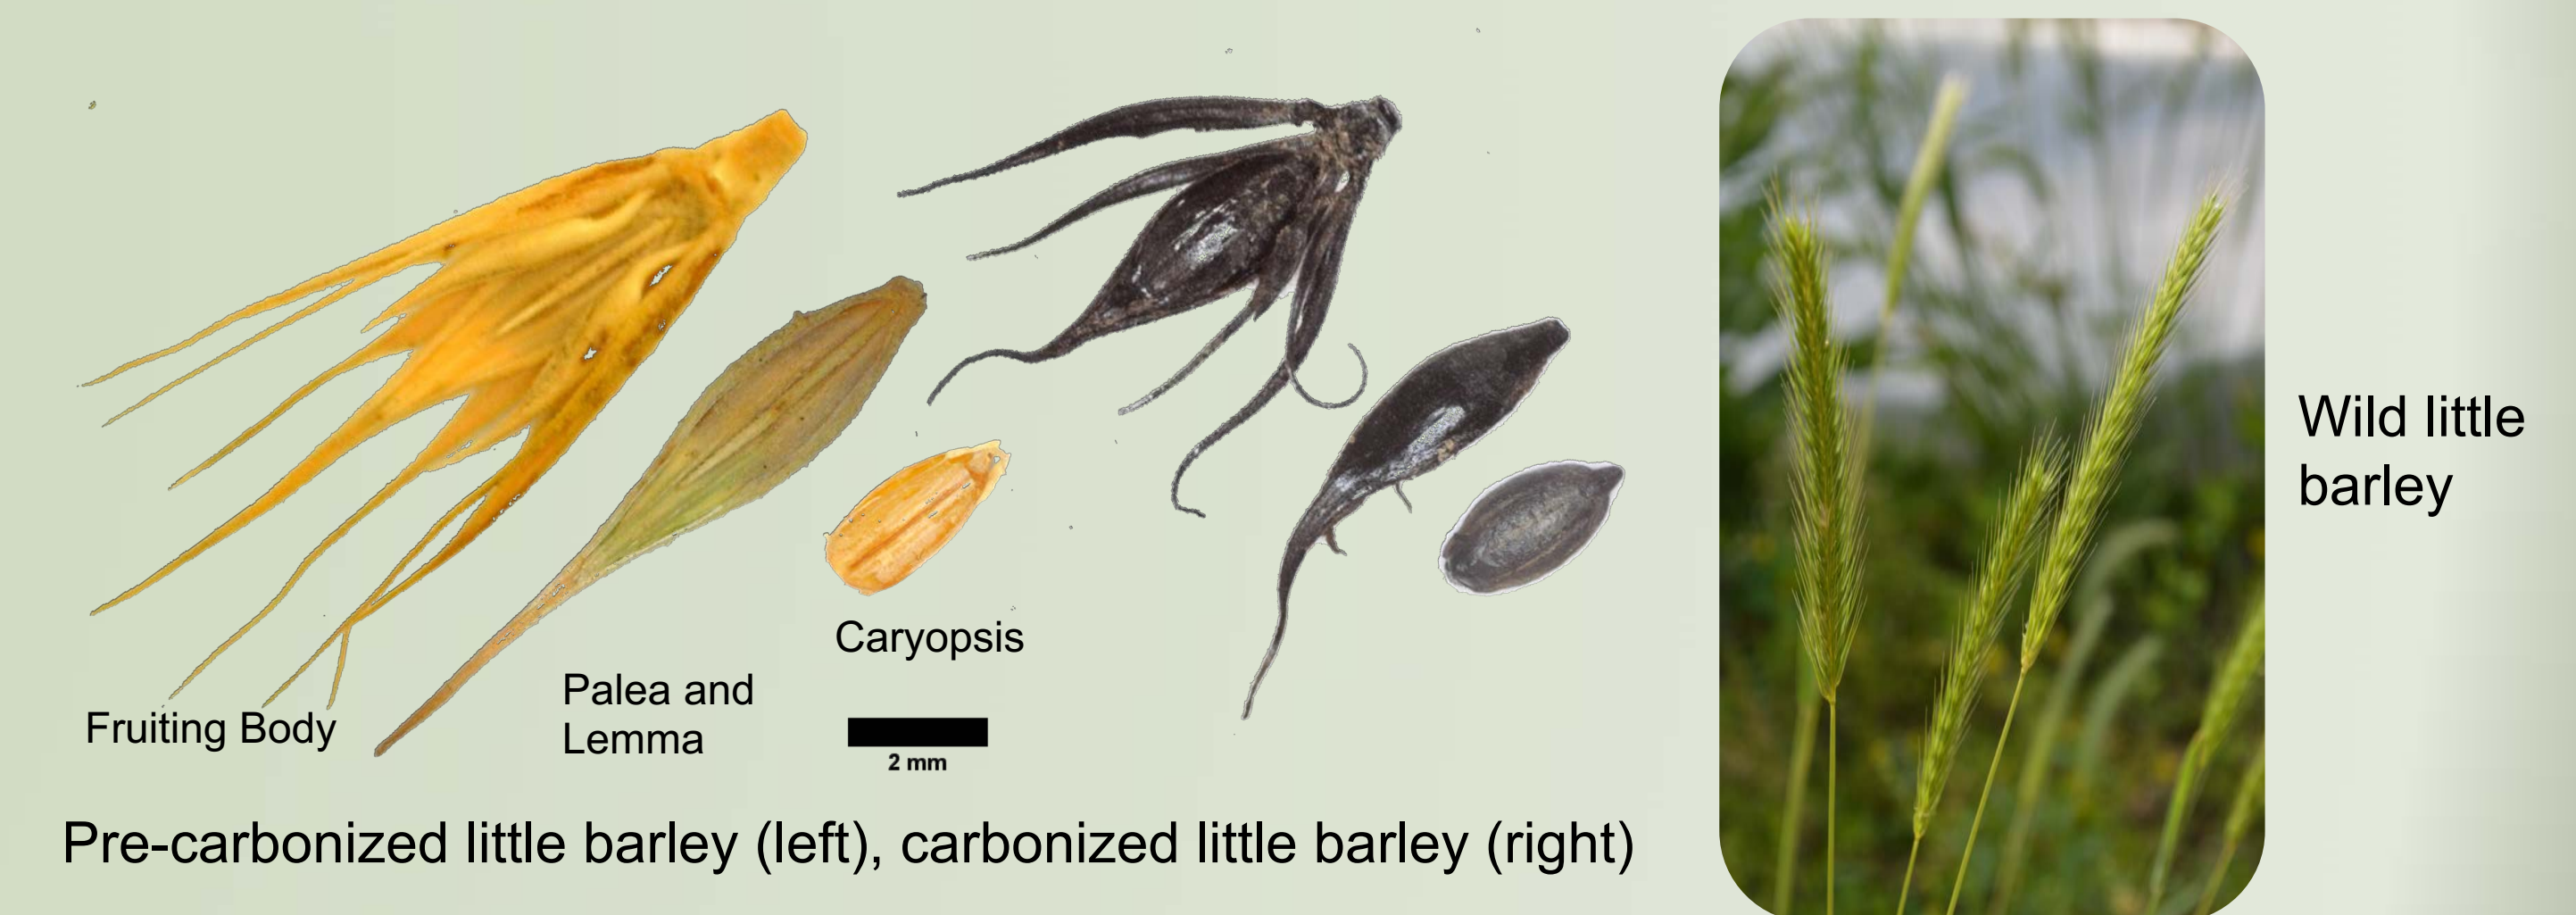 Caryopsis
Palea and
Lemma
Fruiting Body
2 mm
Pre-carbonized little barley (left), carbonized little barley (right)
Wild little
barley